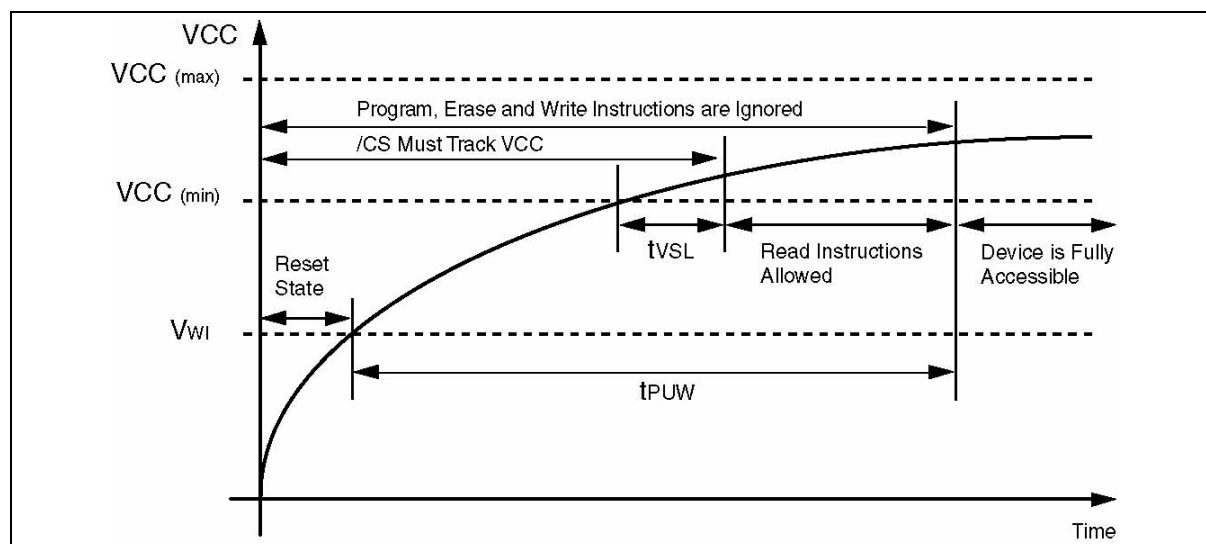 VCC
VCC (max)
Program, Erase and Write Instructions are Ignored
/CS Must Track VCC
VCC (min)
tVSL
Read Instructions
Allowed
Device is Fully
Accessible
Reset
State
VWI
tPUW
Time